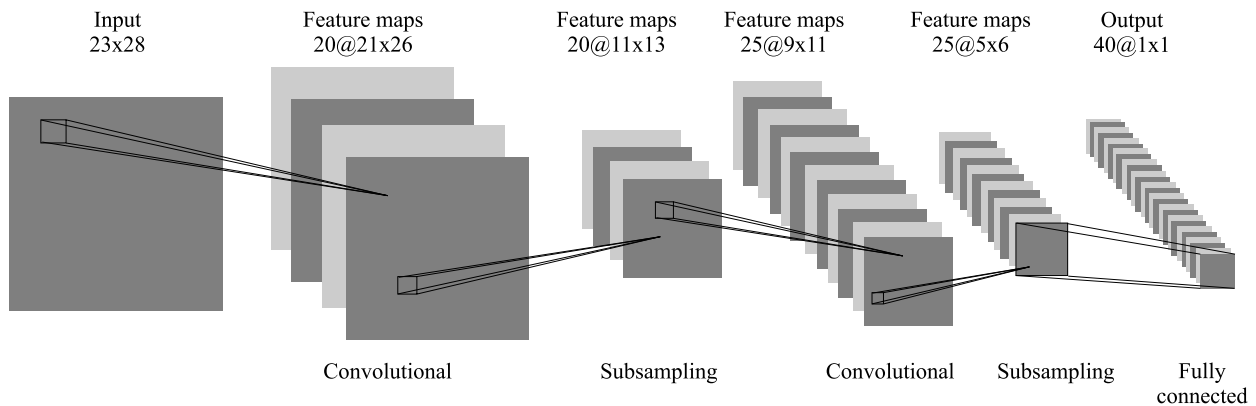 Input
23x28
Feature maps
20@21x26
Feature maps
20@11x13
Feature maps
25@9x11
Feature maps
25@5x6
Output
40@1x1
Convolutional
Subsampling
Convolutional
Subsampling
Fully
connected